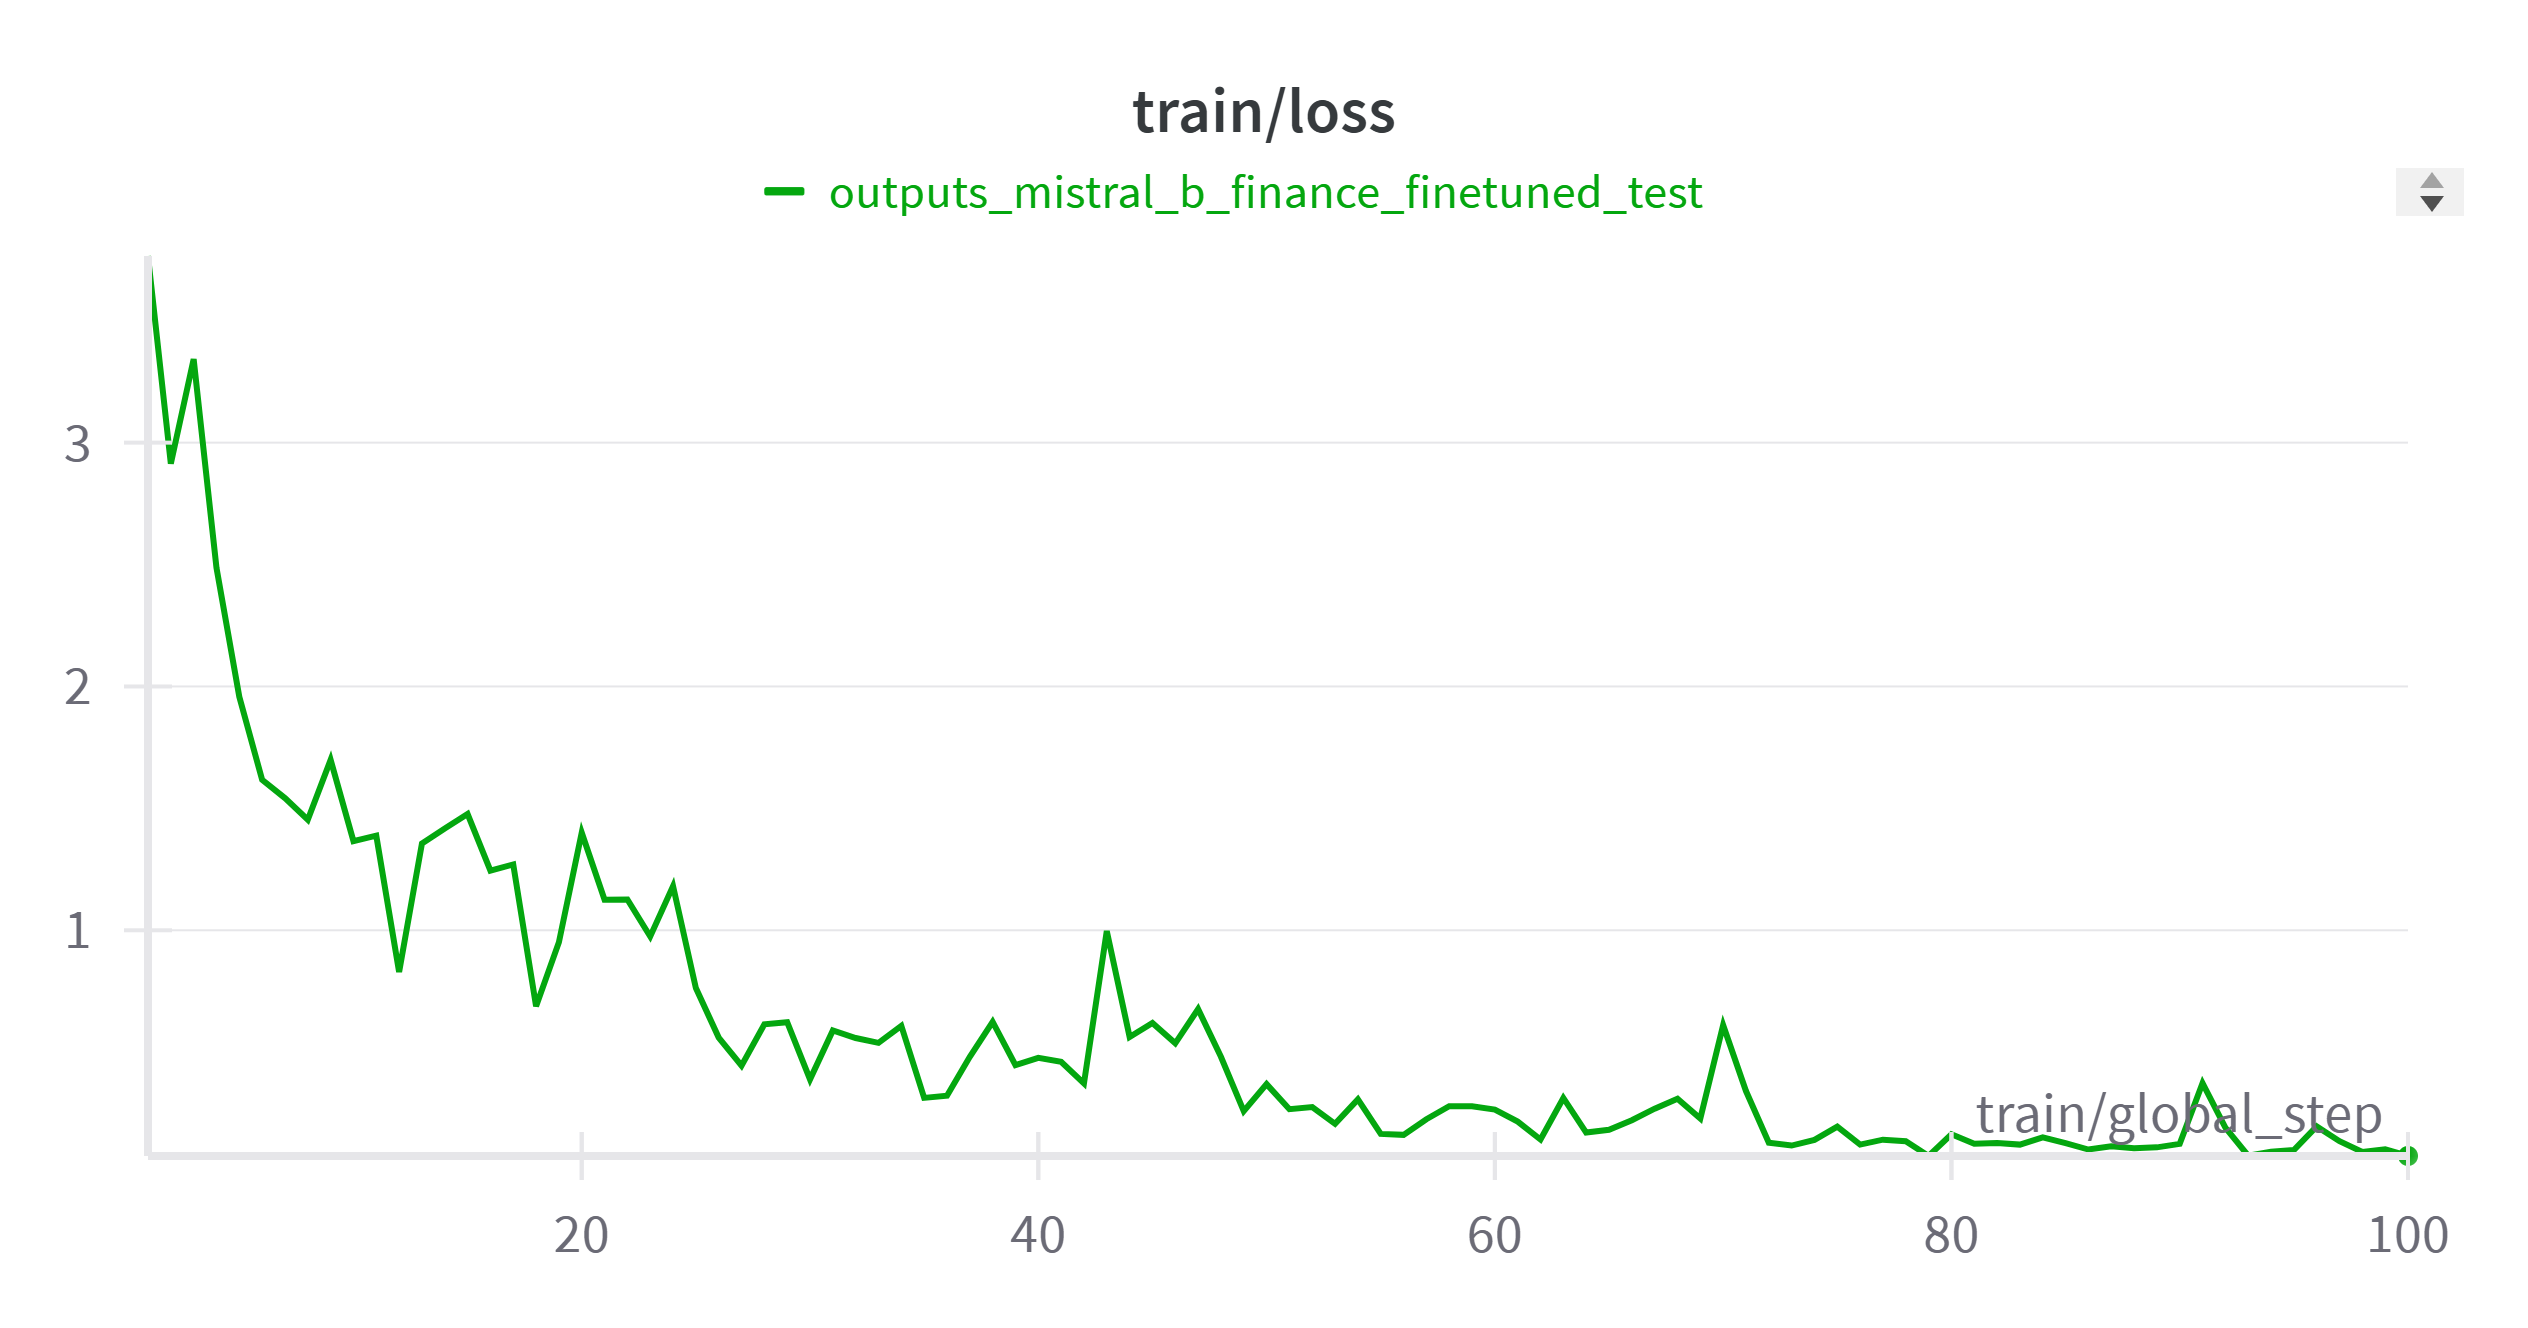 train/loss
outputs_mistral_b_finance_finetuned_test
3
2
1
train/global_step
20 40 60 80 100